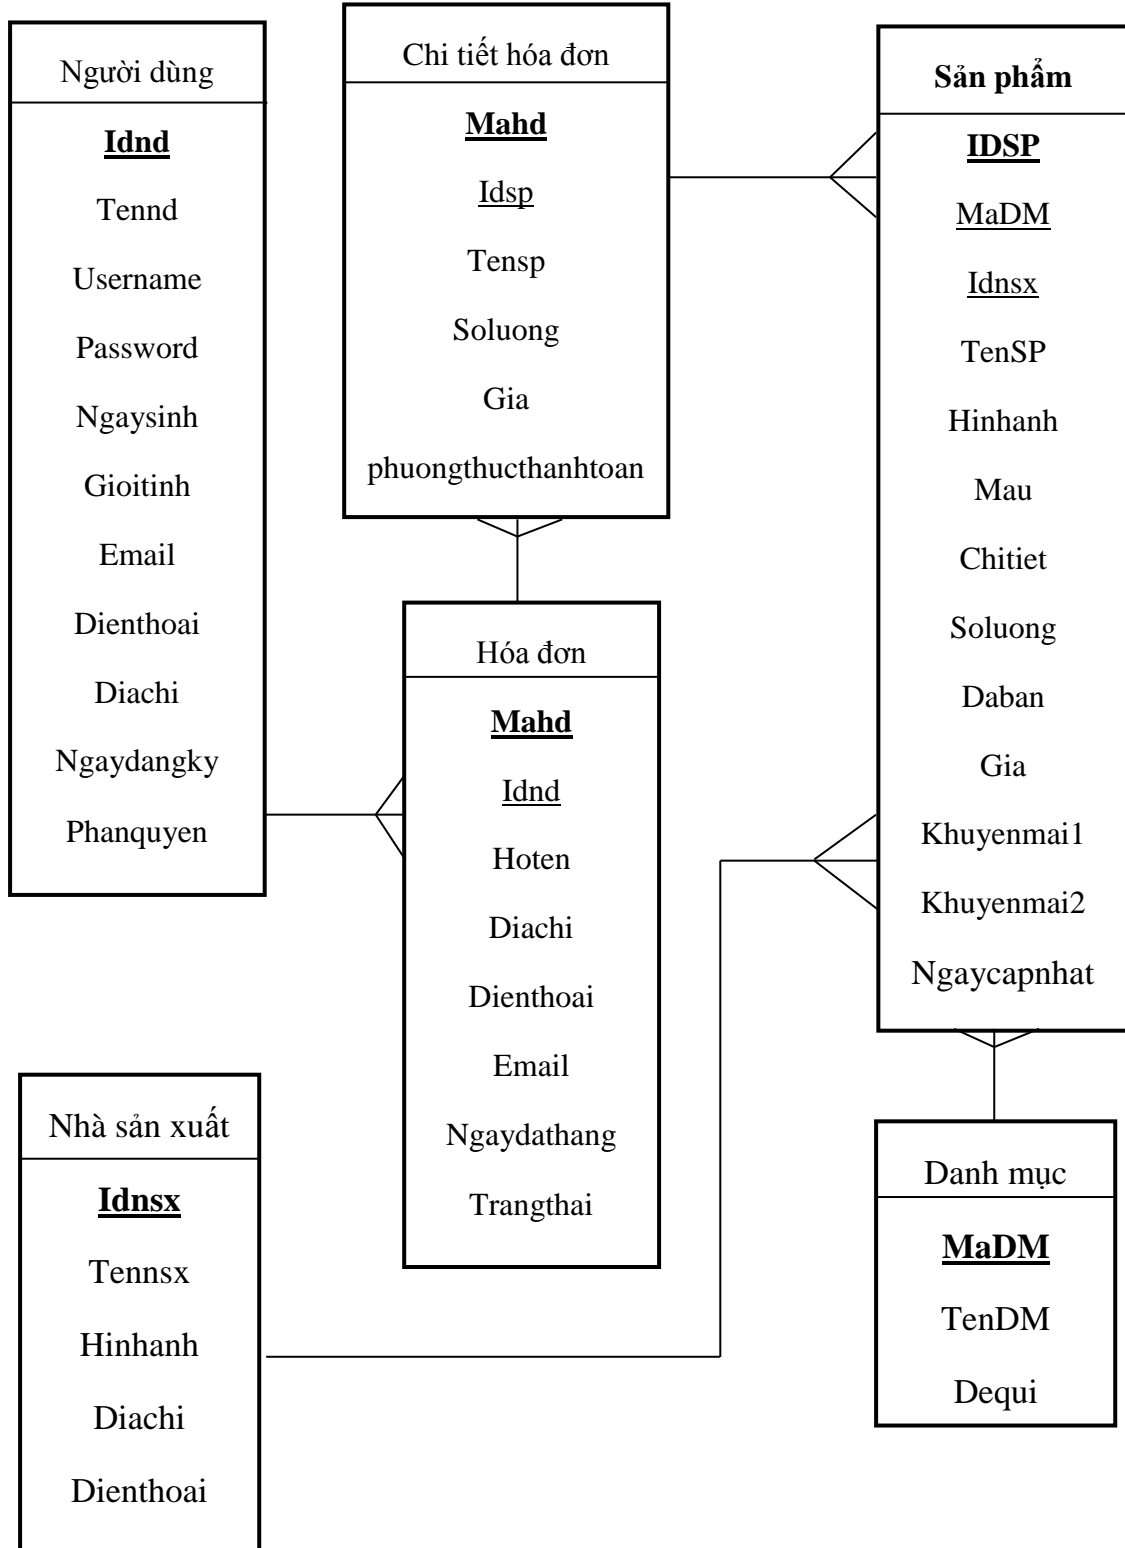 Người dùng
Idnd
Tennd
Username
Password
Ngaysinh
Gioitinh
Email
Dienthoai
Diachi
Ngaydangky
Phanquyen
Chi tiết hóa đơn
Mahd
Idsp
Tensp
Soluong
Gia
phuongthucthanhtoan
Sản phẩm
IDSP
MaDM
Idnsx
TenSP
Hinhanh
Mau
Chitiet
Soluong
Daban
Gia
Khuyenmai1
Khuyenmai2
Ngaycapnhat
Hóa đơn
Mahd
Idnd
Hoten
Diachi
Dienthoai
Email
Ngaydathang
Trangthai
Nhà sản xuất
Idnsx
Tennsx
Hinhanh
Diachi
Dienthoai
Danh mục
MaDM
TenDM
Dequi